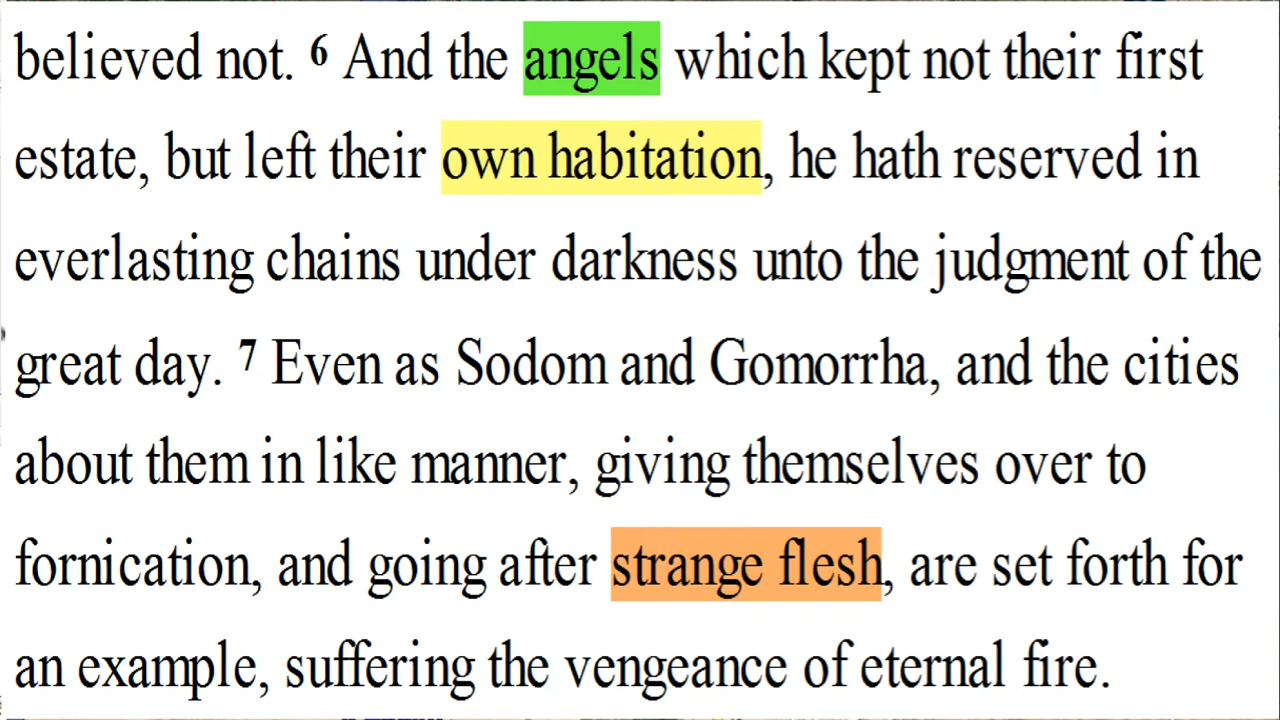 believed not. 6 And the angels which kept not their first
estate, but left their own habitation, he hath reserved in
everlasting chains under darkness unto the judgment of the
great day. 7 Even as Sodom and Gomorrha, and the cities
about them in like manner, giving themselves over to
fornication, and going after strange flesh, are set forth for
an example, suffering the vengeance of eternal fire.